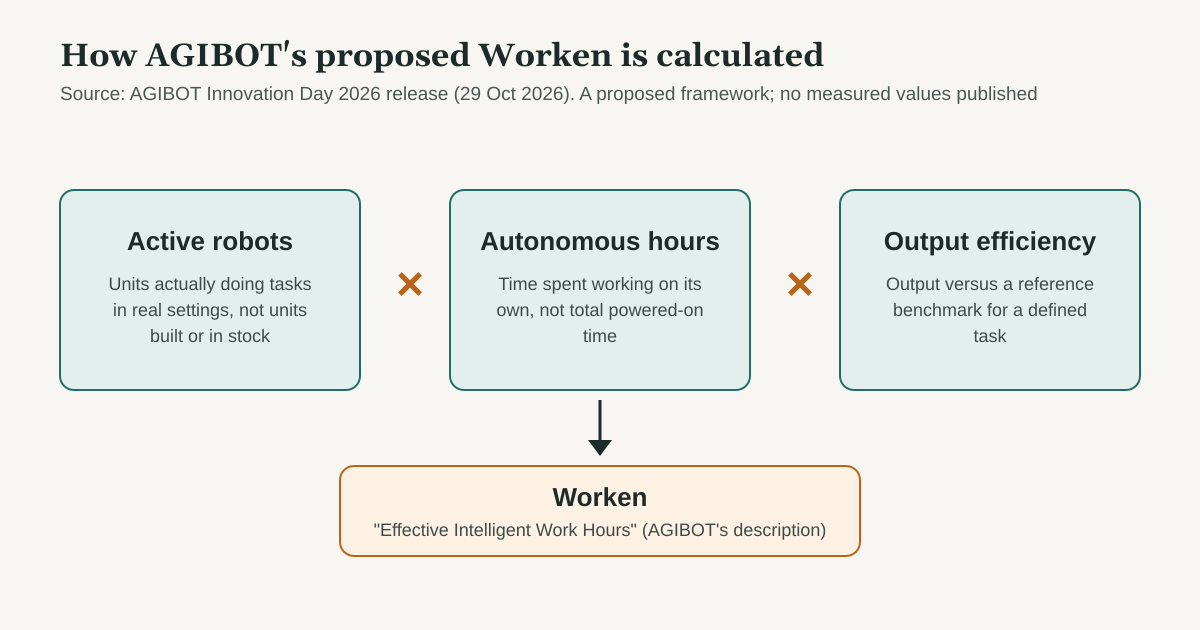 How AGIBOT's proposed Worken is calculated
Source: AGIBOT Innovation Day 2026 release (29 Oct 2026). A proposed framework; no measured values published
Active robots
Units actually doing tasks
in real settings, not units
built or in stock
×
Autonomous hours
Time spent working on its
own, not total powered-on
time
×
Output efficiency
Output versus a reference
benchmark for a defined
task
Worken
"Effective Intelligent Work Hours" (AGIBOT's description)